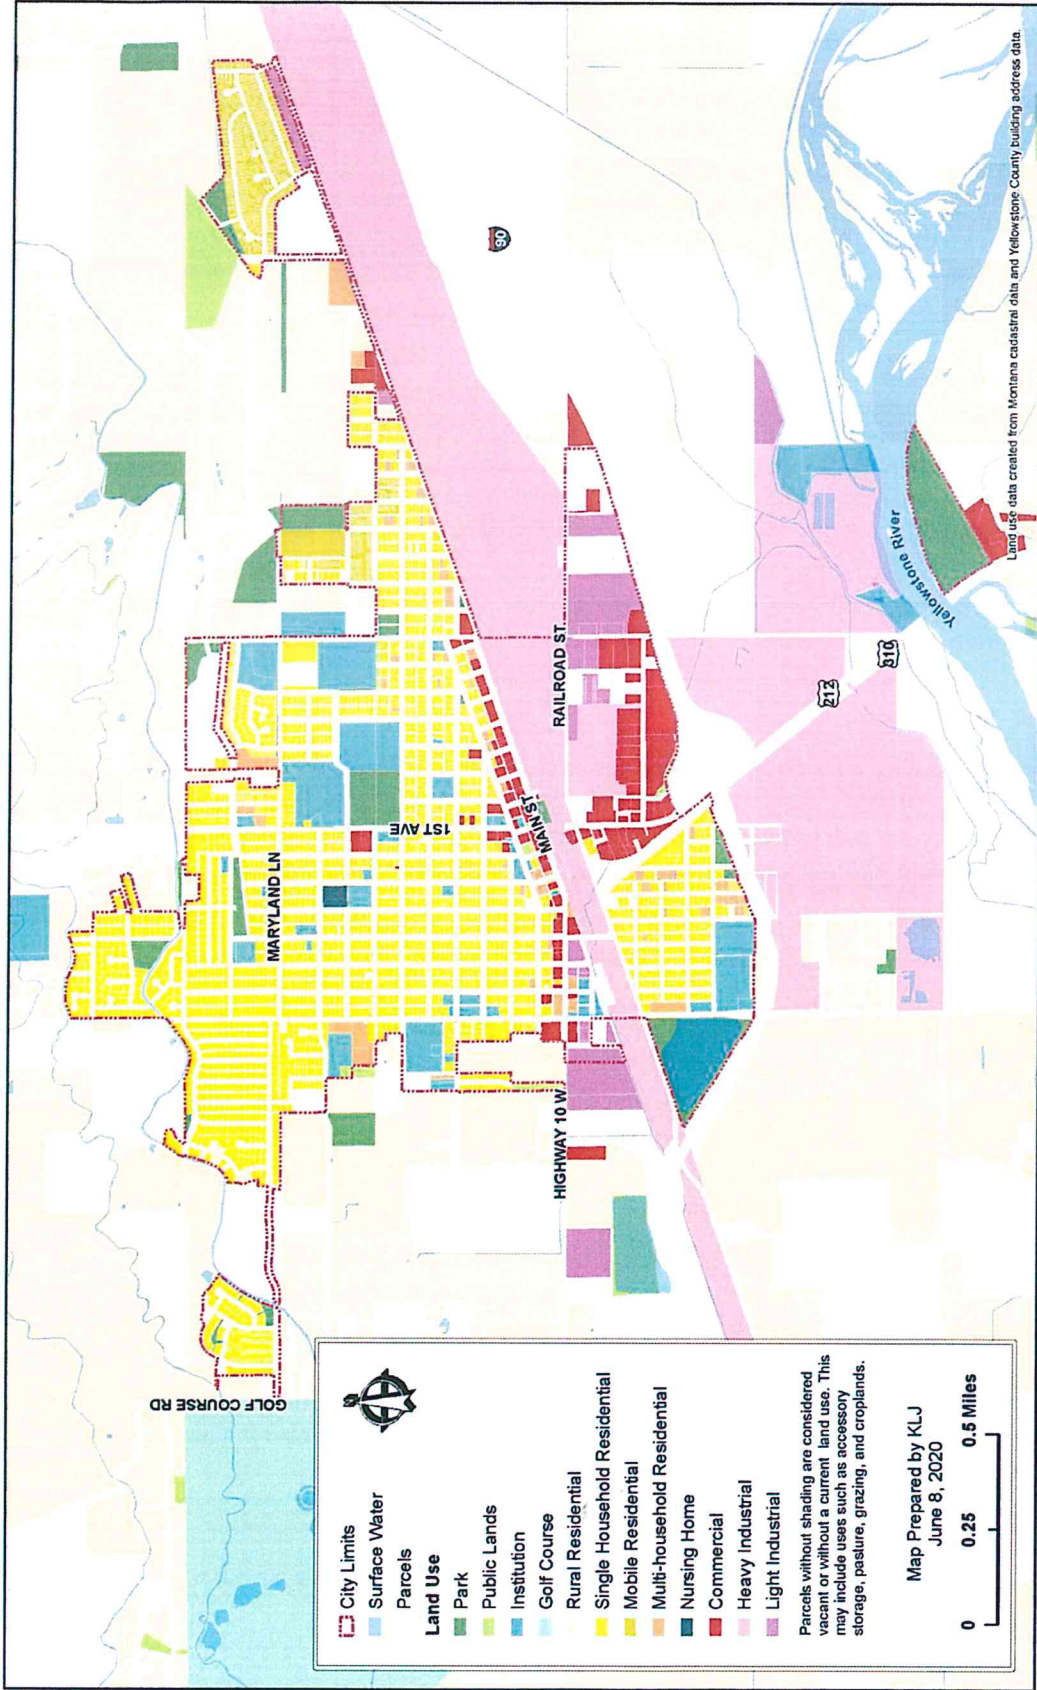 GOLF COURSE RD
MARYLAND LN
1ST AVE
MAIN ST
RAILROAD ST
HIGHWAY 10 W
90
212
310
Yellowstone River
City Limits
Surface Water
Parcels
Land Use
Park
Public Lands
Institution
Golf Course
Rural Residential
Single Household Residential
Mobile Residential
Multi-household Residential
Nursing Home
Commercial
Heavy Industrial
Light Industrial
Parcels without shading are considered
vacant or without a current land use. This
may include uses such as accessory
storage, pasture, grazing, and croplands.
Map Prepared by KLJ
June 8, 2020
0 0.25 0.5 Miles
Land use data created from Montana cadastral data and Yellowstone County building address data.